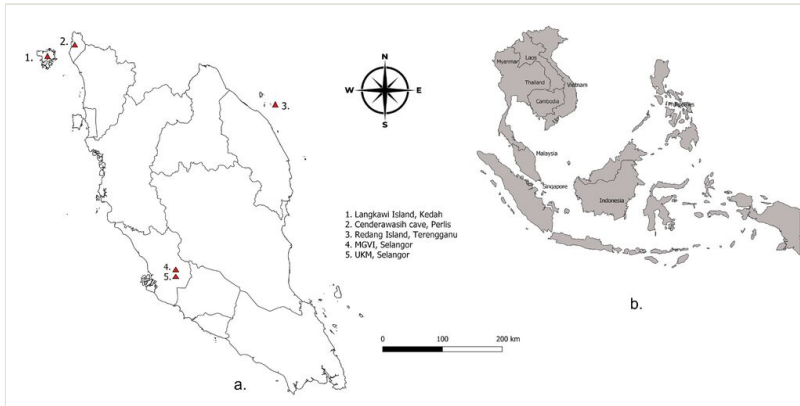 1.
2.
3.
4.
5.
N
W
E
S
1. Langkawi Island, Kedah
2. Cenderawasih cave, Perlis
3. Redang Island, Terengganu
4. MGVI, Selangor
5. UKM, Selangor
0 100 200 km
a.
Myanmar
Laos
Thailand
Vietnam
Cambodia
Philippines
Malaysia
Singapore
Indonesia
b.